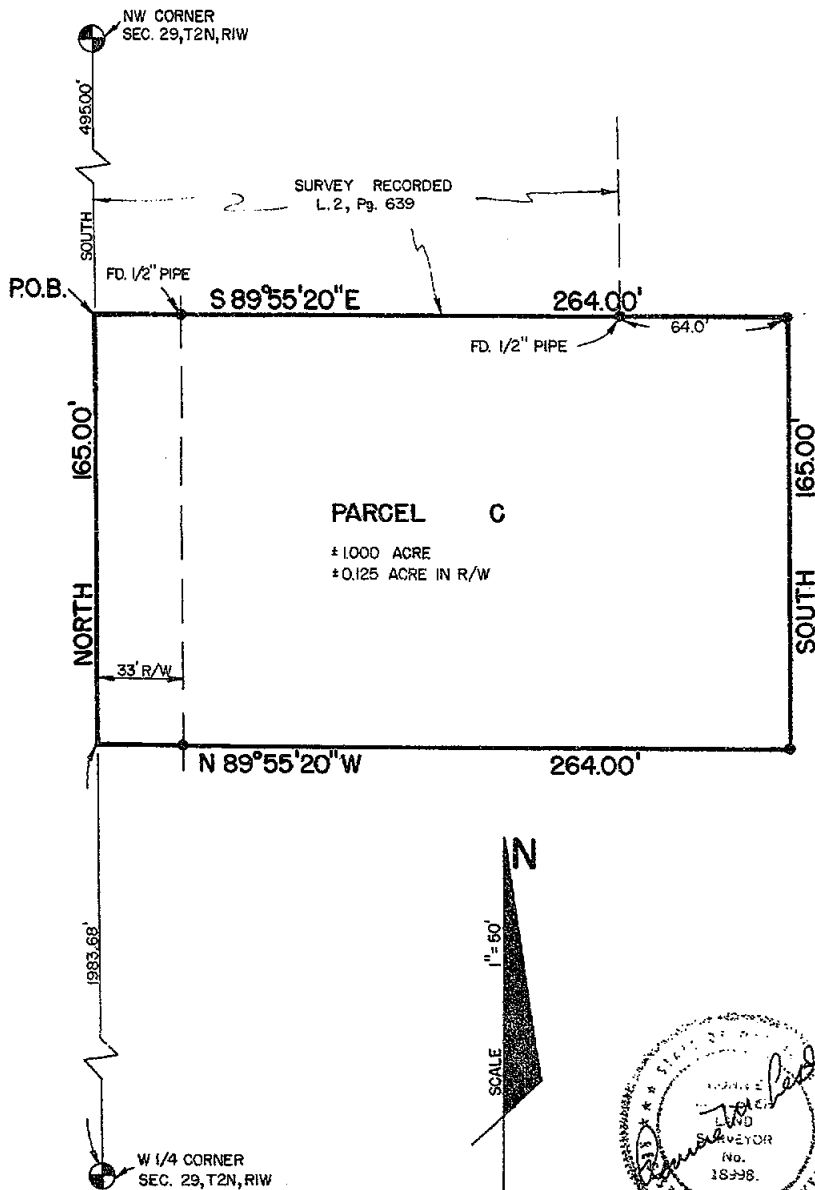 NW CORNER
SEC. 29, T2N, R1W
495.00'
SOUTH
SURVEY RECORDED
L.2, Pg. 639
P.O.B.
FD. 1/2" PIPE
S 89°55'20"E
264.00'
FD. 1/2" PIPE
64.0'
NORTH
165.00'
165.00'
SOUTH
PARCEL C
±1.000 ACRE
±0.125 ACRE IN R/W
33' R/W
N 89°55'20"W
264.00'
1983.68'
N
SCALE
1"=60'
W 1/4 CORNER
SEC. 29, T2N, R1W
STATE OF
LAND
SURVEYOR
No.
18998.